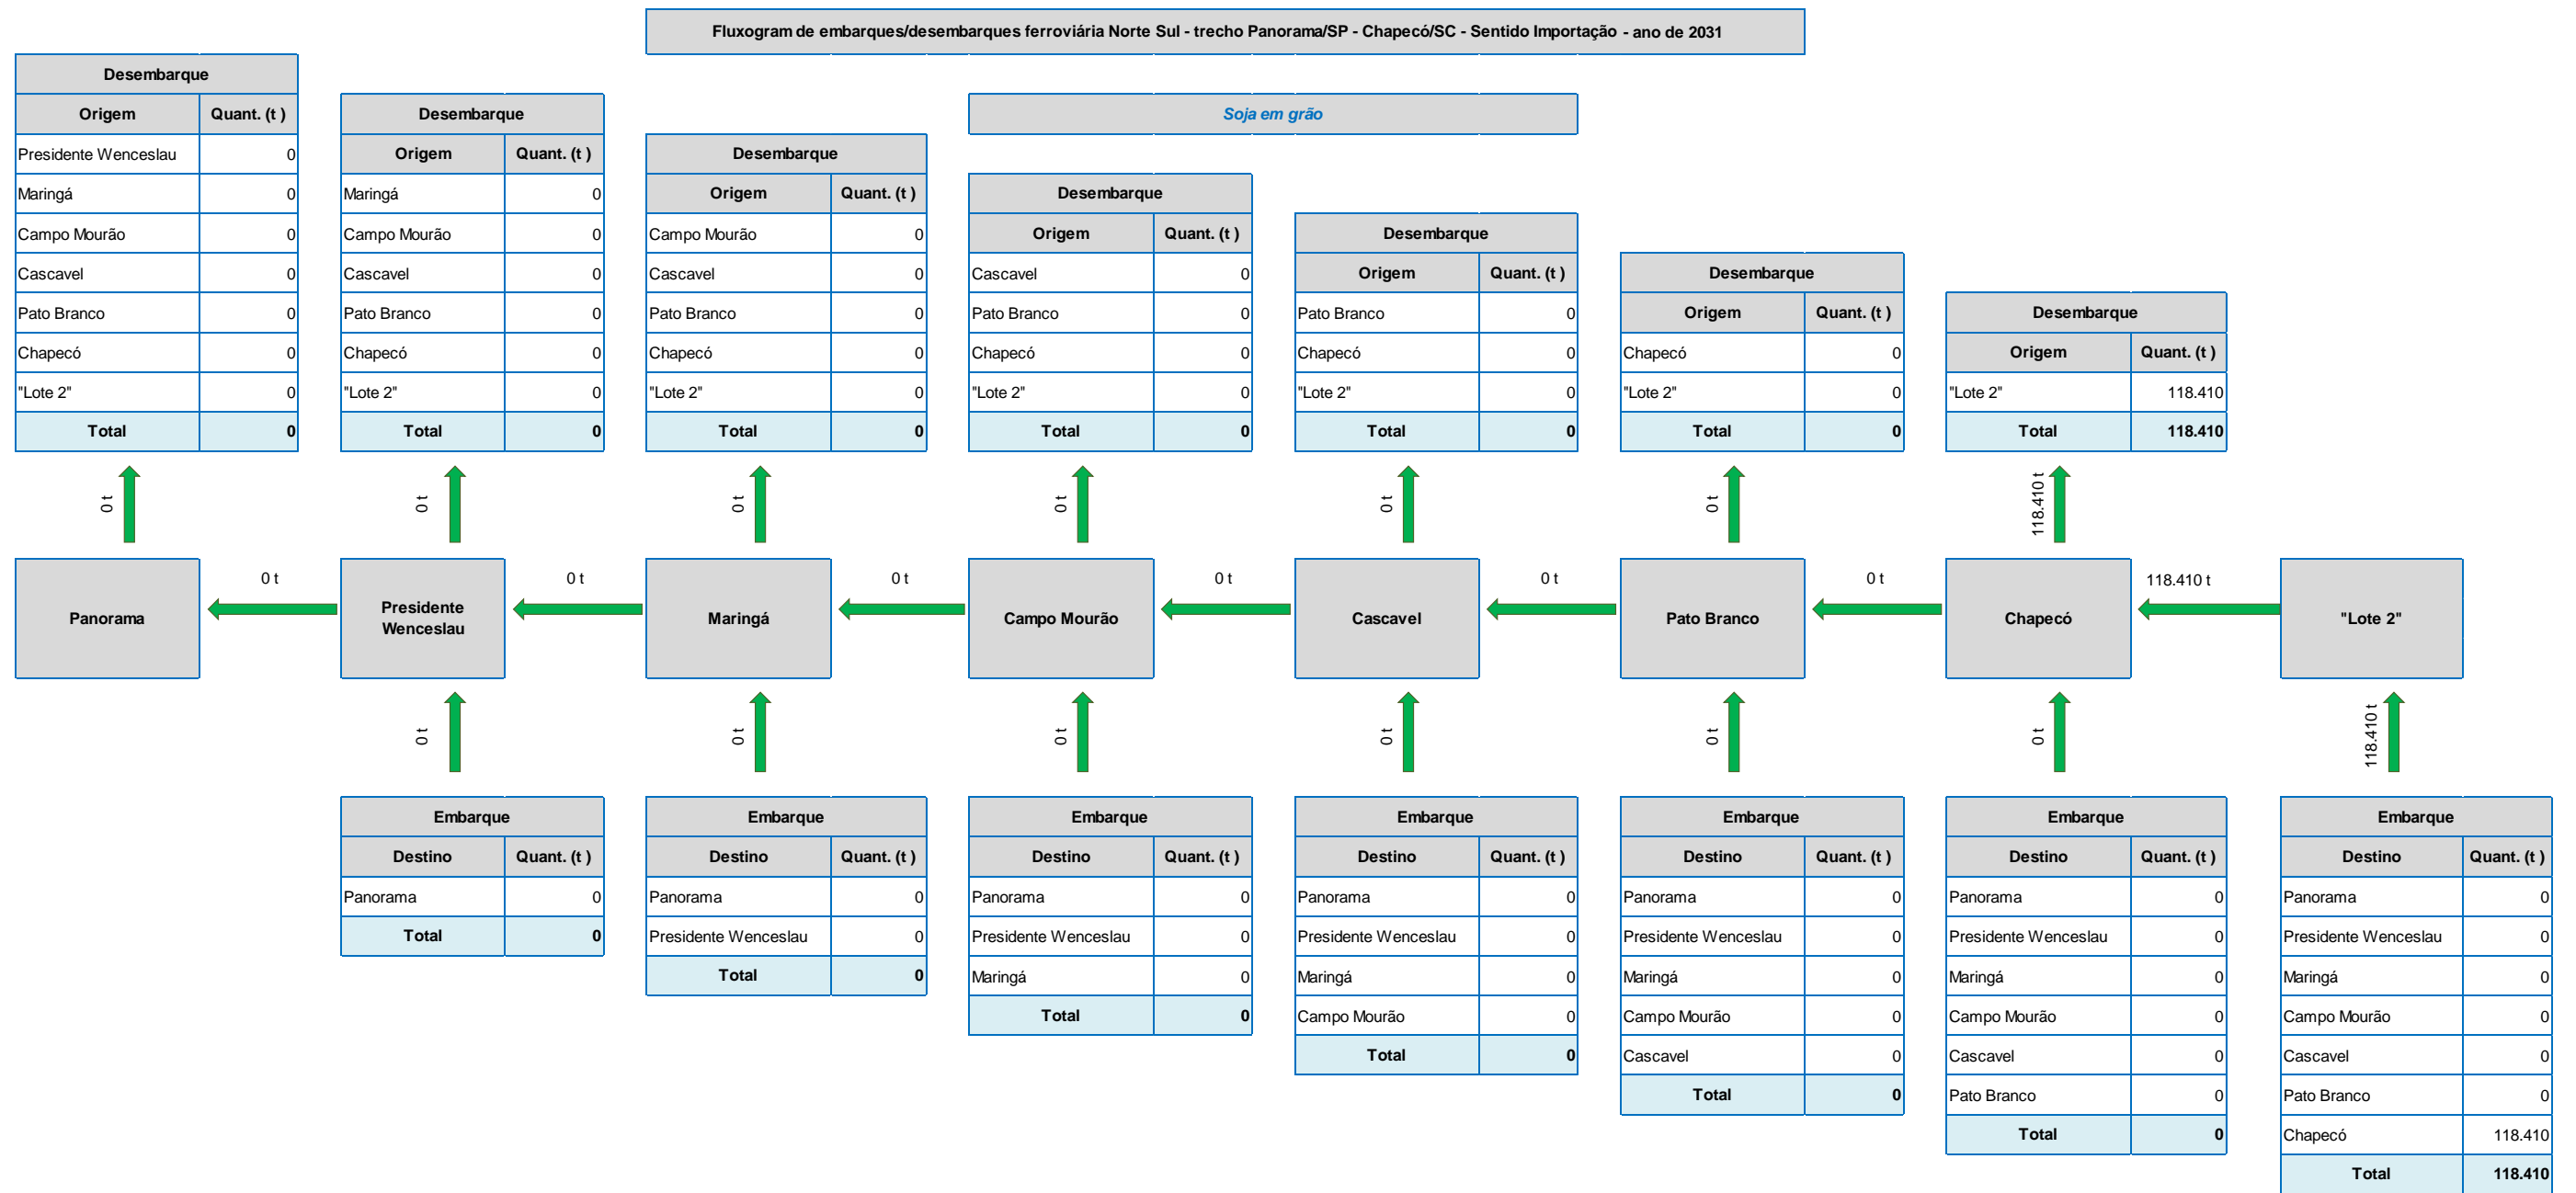 Fluxogram de embarques/desembarques ferroviária Norte Sul - trecho Panorama/SP - Chapecó/SC - Sentido Importação - ano de 2031
Soja em grão
Desembarque
Origem Quant. (t )
Presidente Wenceslau 0
Maringá 0
Campo Mourão 0
Cascavel 0
Pato Branco 0
Chapecó 0
"Lote 2" 0
Total 0
Desembarque
Origem Quant. (t )
Maringá 0
Campo Mourão 0
Cascavel 0
Pato Branco 0
Chapecó 0
"Lote 2" 0
Total 0
Desembarque
Origem Quant. (t )
Campo Mourão 0
Cascavel 0
Pato Branco 0
Chapecó 0
"Lote 2" 0
Total 0
Desembarque
Origem Quant. (t )
Cascavel 0
Pato Branco 0
Chapecó 0
"Lote 2" 0
Total 0
Desembarque
Origem Quant. (t )
Pato Branco 0
Chapecó 0
"Lote 2" 0
Total 0
Desembarque
Origem Quant. (t )
Chapecó 0
"Lote 2" 0
Total 0
Desembarque
Origem Quant. (t )
"Lote 2" 118.410
Total 118.410
0 t
0 t
0 t
0 t
0 t
0 t
118.410 t
Panorama
0 t
Presidente
Wenceslau
0 t
Maringá
0 t
Campo Mourão
0 t
Cascavel
0 t
Pato Branco
0 t
Chapecó
118.410 t
"Lote 2"
0 t
0 t
0 t
0 t
0 t
0 t
118.410 t
Embarque
Destino Quant. (t )
Panorama 0
Total 0
Embarque
Destino Quant. (t )
Panorama 0
Presidente Wenceslau 0
Total 0
Embarque
Destino Quant. (t )
Panorama 0
Presidente Wenceslau 0
Maringá 0
Total 0
Embarque
Destino Quant. (t )
Panorama 0
Presidente Wenceslau 0
Maringá 0
Campo Mourão 0
Total 0
Embarque
Destino Quant. (t )
Panorama 0
Presidente Wenceslau 0
Maringá 0
Campo Mourão 0
Cascavel 0
Total 0
Embarque
Destino Quant. (t )
Panorama 0
Presidente Wenceslau 0
Maringá 0
Campo Mourão 0
Cascavel 0
Pato Branco 0
Total 0
Embarque
Destino Quant. (t )
Panorama 0
Presidente Wenceslau 0
Maringá 0
Campo Mourão 0
Cascavel 0
Pato Branco 0
Chapecó 118.410
Total 118.410